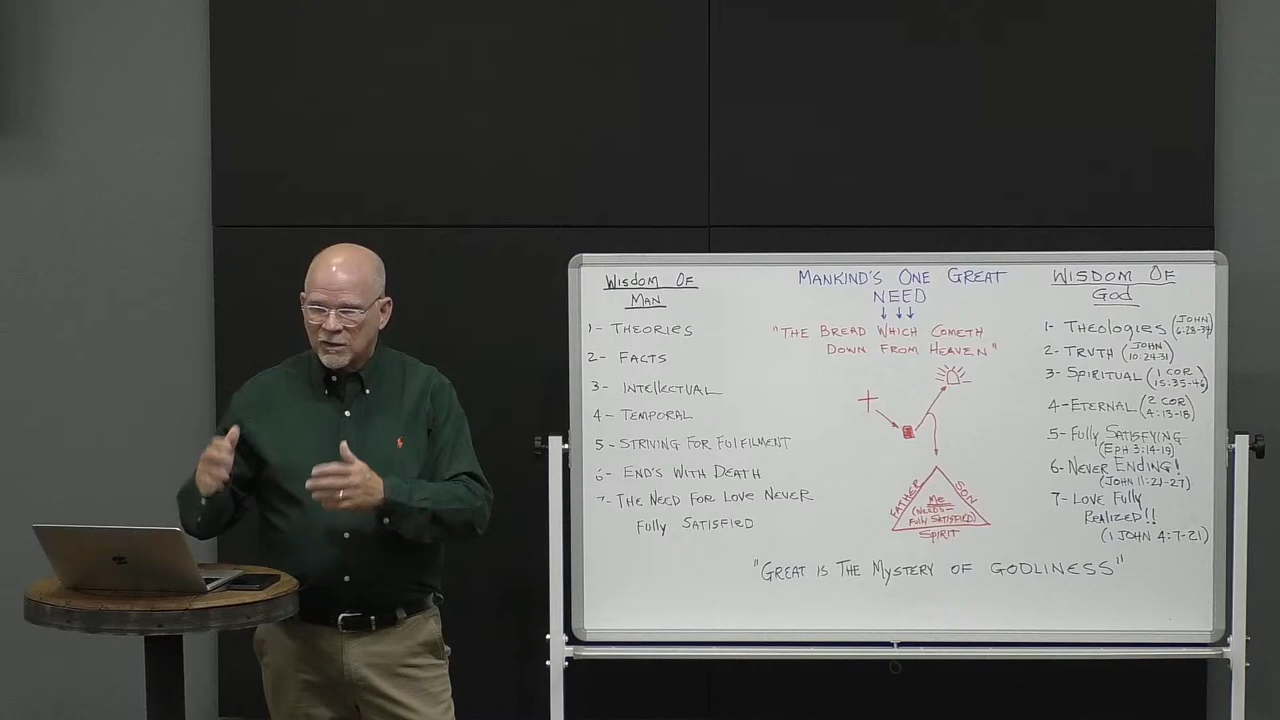 WISDOM OF
MAN
1- THEORIES
2- FACTS
3- INTELLECTUAL
4- TEMPORAL
5- STRIVING FOR FULFILMENT
6- END'S WITH DEATH
7- THE NEED FOR LOVE NEVER
FULLY SATISFIED
MANKIND'S ONE GREAT
NEED
"THE BREAD WHICH COMETH
DOWN FROM HEAVEN"
FATHER
SON
ME
(NEEDS-
FULLY SATISFIED)
SPIRIT
WISDOM OF
GOD
1- THEOLOGIES (JOHN
6:28-34)
2- TRUTH (JOHN
10:24-31)
3- SPIRITUAL (1 COR
15:35-46)
4- ETERNAL (2 COR
4:13-18)
5- FULLY SATISFYING
(EPH 3:14-19)
6- NEVER ENDING!
(JOHN 11:21-27)
7- LOVE FULLY
REALIZED!!
(1 JOHN 4:7-21)
"GREAT IS THE MYSTERY OF GODLINESS"